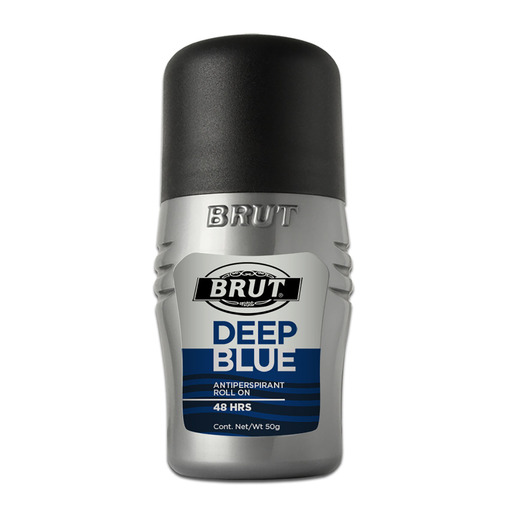 BRUT
BRUT®
DEEP
BLUE
ANTIPERSPIRANT
ROLL ON
48 HRS
Cont. Net/Wt 50g